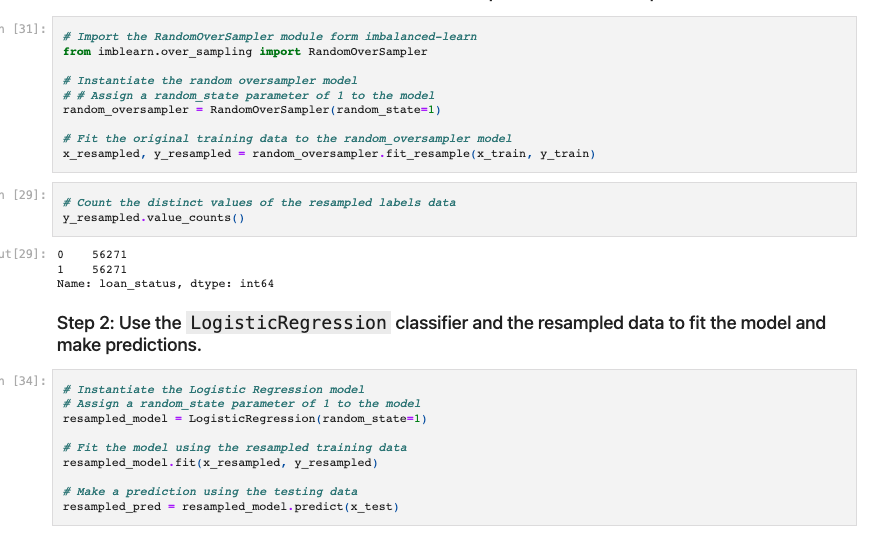 n [31]:
# Import the RandomOverSampler module form imbalanced-learn
from imblearn.over_sampling import RandomOverSampler
# Instantiate the random oversampler model
# # Assign a random_state parameter of 1 to the model
random_oversampler = RandomOverSampler(random_state=1)
# Fit the original training data to the random_oversampler model
x_resampled, y_resampled = random_oversampler.fit_resample(x_train, y_train)
n [29]:
# Count the distinct values of the resampled labels data
y_resampled.value_counts()
ut[29]: 0    56271
1    56271
Name: loan_status, dtype: int64
Step 2: Use the LogisticRegression classifier and the resampled data to fit the model and
make predictions.
n [34]:
# Instantiate the Logistic Regression model
# Assign a random_state parameter of 1 to the model
resampled_model = LogisticRegression(random_state=1)
# Fit the model using the resampled training data
resampled_model.fit(x_resampled, y_resampled)
# Make a prediction using the testing data
resampled_pred = resampled_model.predict(x_test)